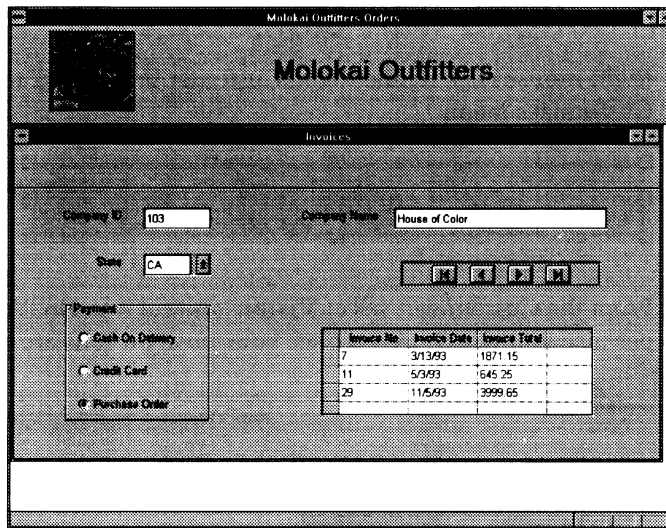 Molokai Outfitters Orders
Molokai Outfitters
Invoices
Company ID 103 Company Name House of Color
State CA
Payment
Cash On Delivery
Credit Card
Purchase Order
Invoice No Invoice Date Invoice Total
7 3/13/93 1871.15
11 5/3/93 645.25
29 11/5/93 3999.65